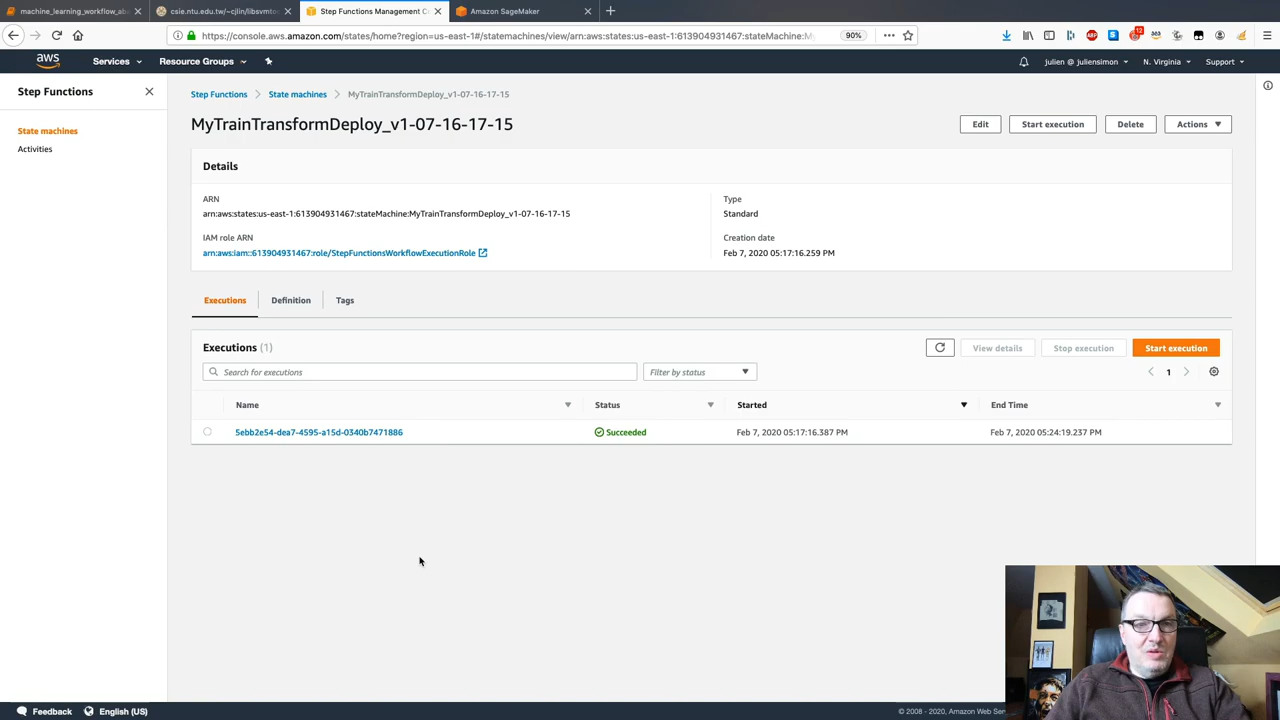 machine_learning_workflow_aba
csie.ntu.edu.tw/~cjlin/libsvmto
Step Functions Management C
Amazon SageMaker
https://console.aws.amazon.com/states/home?region=us-east-1#/statemachines/view/arn:aws:states:us-east-1:613904931467:stateMachine:M
90%
12
aws
Services
Resource Groups
julien @ juliensimon
N. Virginia
Support
Step Functions
State machines
Activities
Step Functions
State machines
MyTrainTransformDeploy_v1-07-16-17-15
MyTrainTransformDeploy_v1-07-16-17-15
Edit
Start execution
Delete
Actions
Details
ARN
arn:aws:states:us-east-1:613904931467:stateMachine:MyTrainTransformDeploy_v1-07-16-17-15
Type
Standard
IAM role ARN
arn:aws:iam::613904931467:role/StepFunctionsWorkflowExecutionRole
Creation date
Feb 7, 2020 05:17:16.259 PM
Executions
Definition
Tags
Executions (1)
View details
Stop execution
Start execution
Search for executions
Filter by status
1
Name
Status
Started
End Time
5ebb2e54-dea7-4595-a15d-0340b7471886
Succeeded
Feb 7, 2020 05:17:16.387 PM
Feb 7, 2020 05:24:19.237 PM
Feedback
English (US)
© 2008 - 2020, Amazon Web Ser